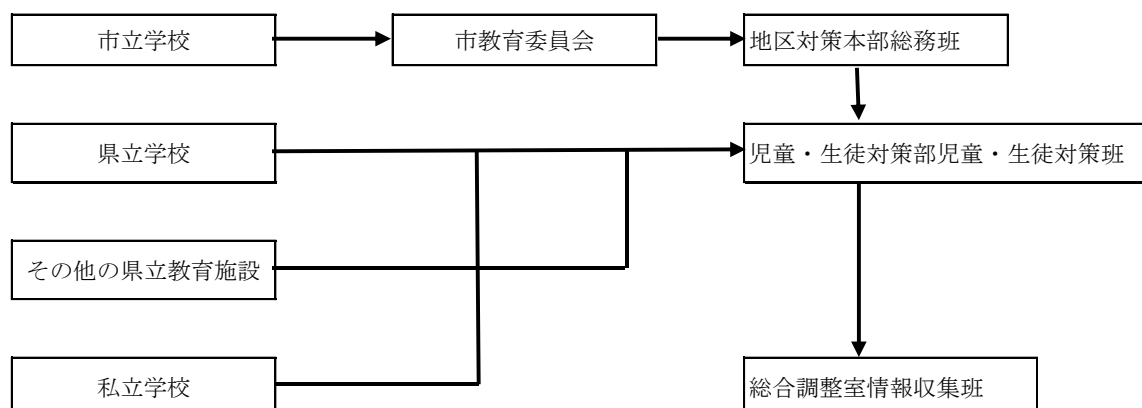 市立学校
市教育委員会
地区対策本部総務班
県立学校
児童・生徒対策部児童・生徒対策班
その他の県立教育施設
私立学校
総合調整室情報収集班